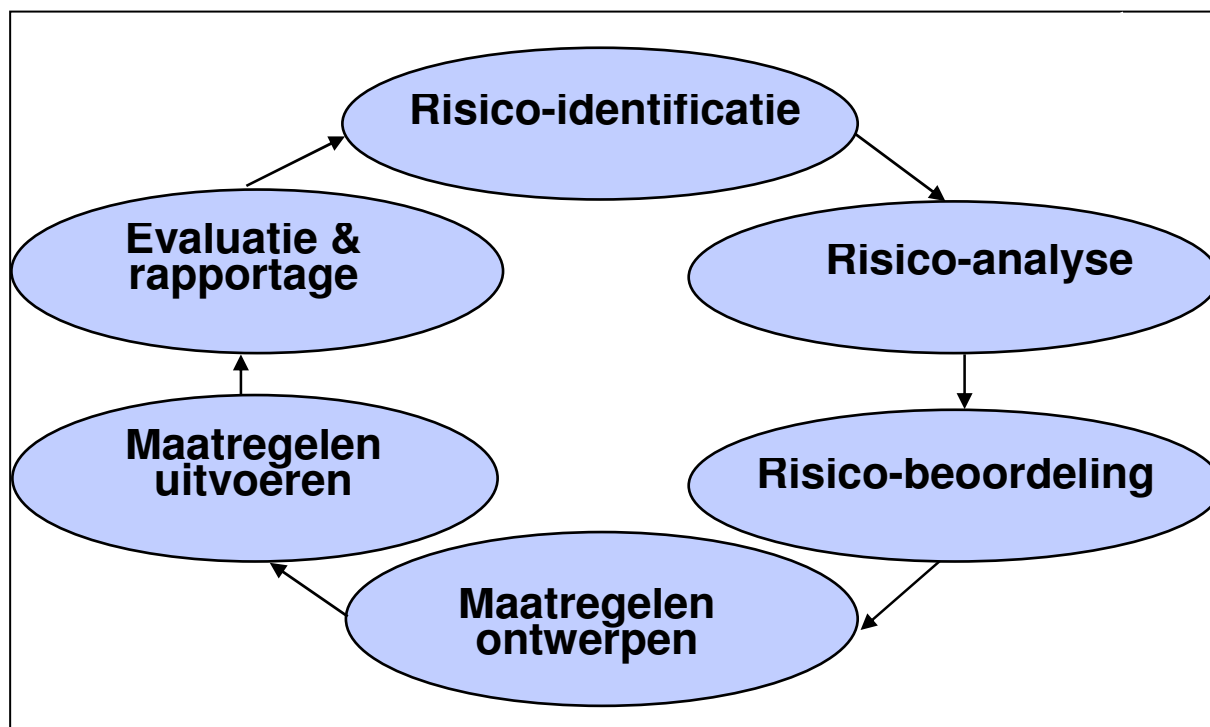 Risico-identificatie
Risico-analyse
Risico-beoordeling
Maatregelen
ontwerpen
Maatregelen
uitvoeren
Evaluatie &
rapportage